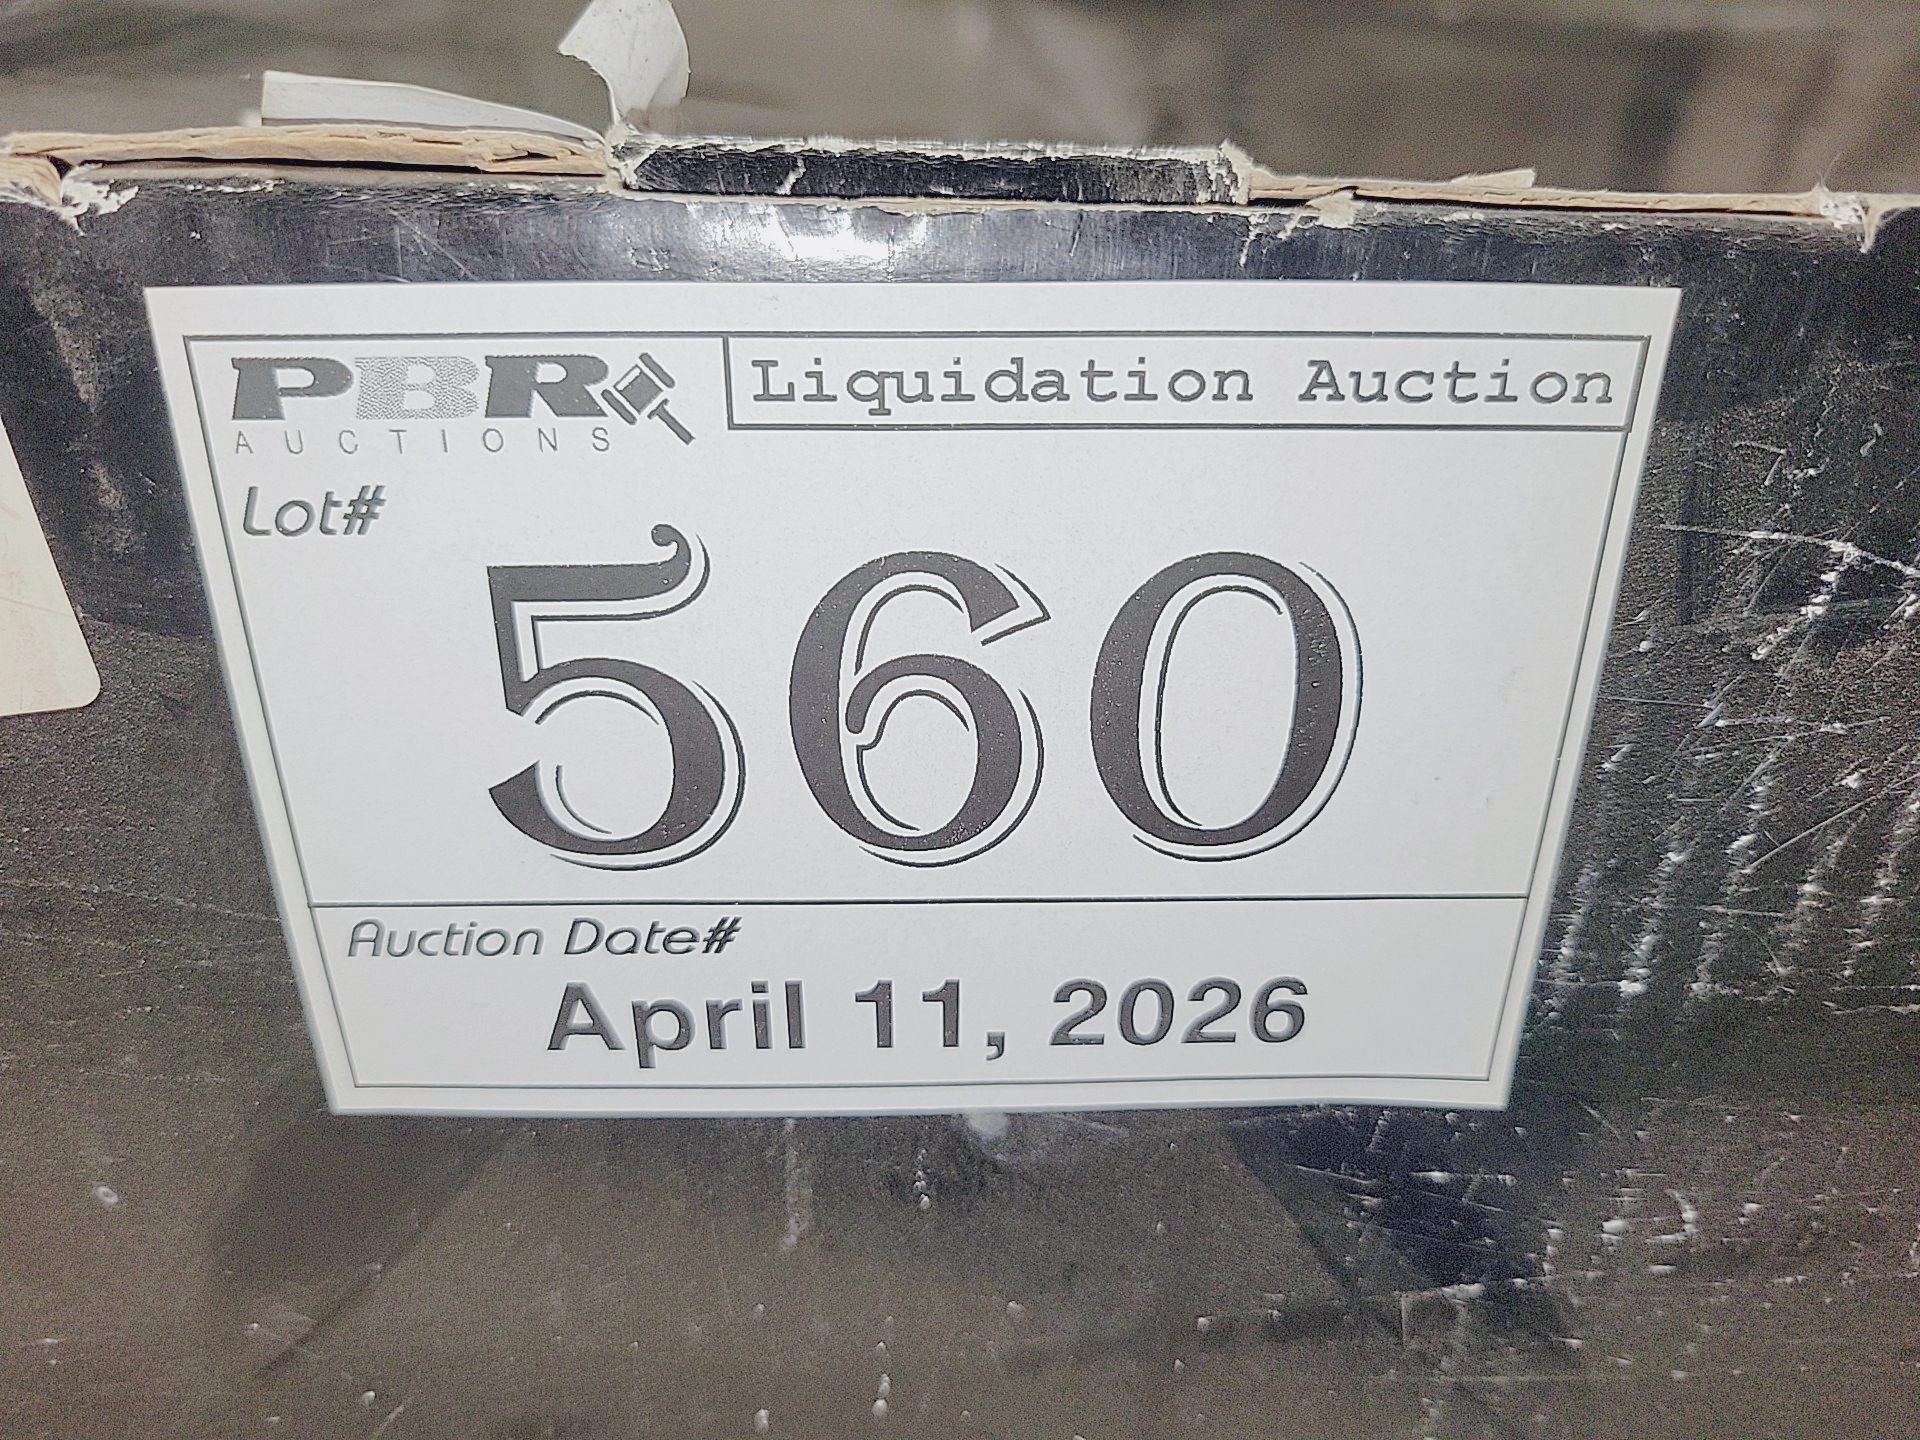 PBR
AUCTIONS
Liquidation Auction
Lot#
560
Auction Date#
April 11, 2026